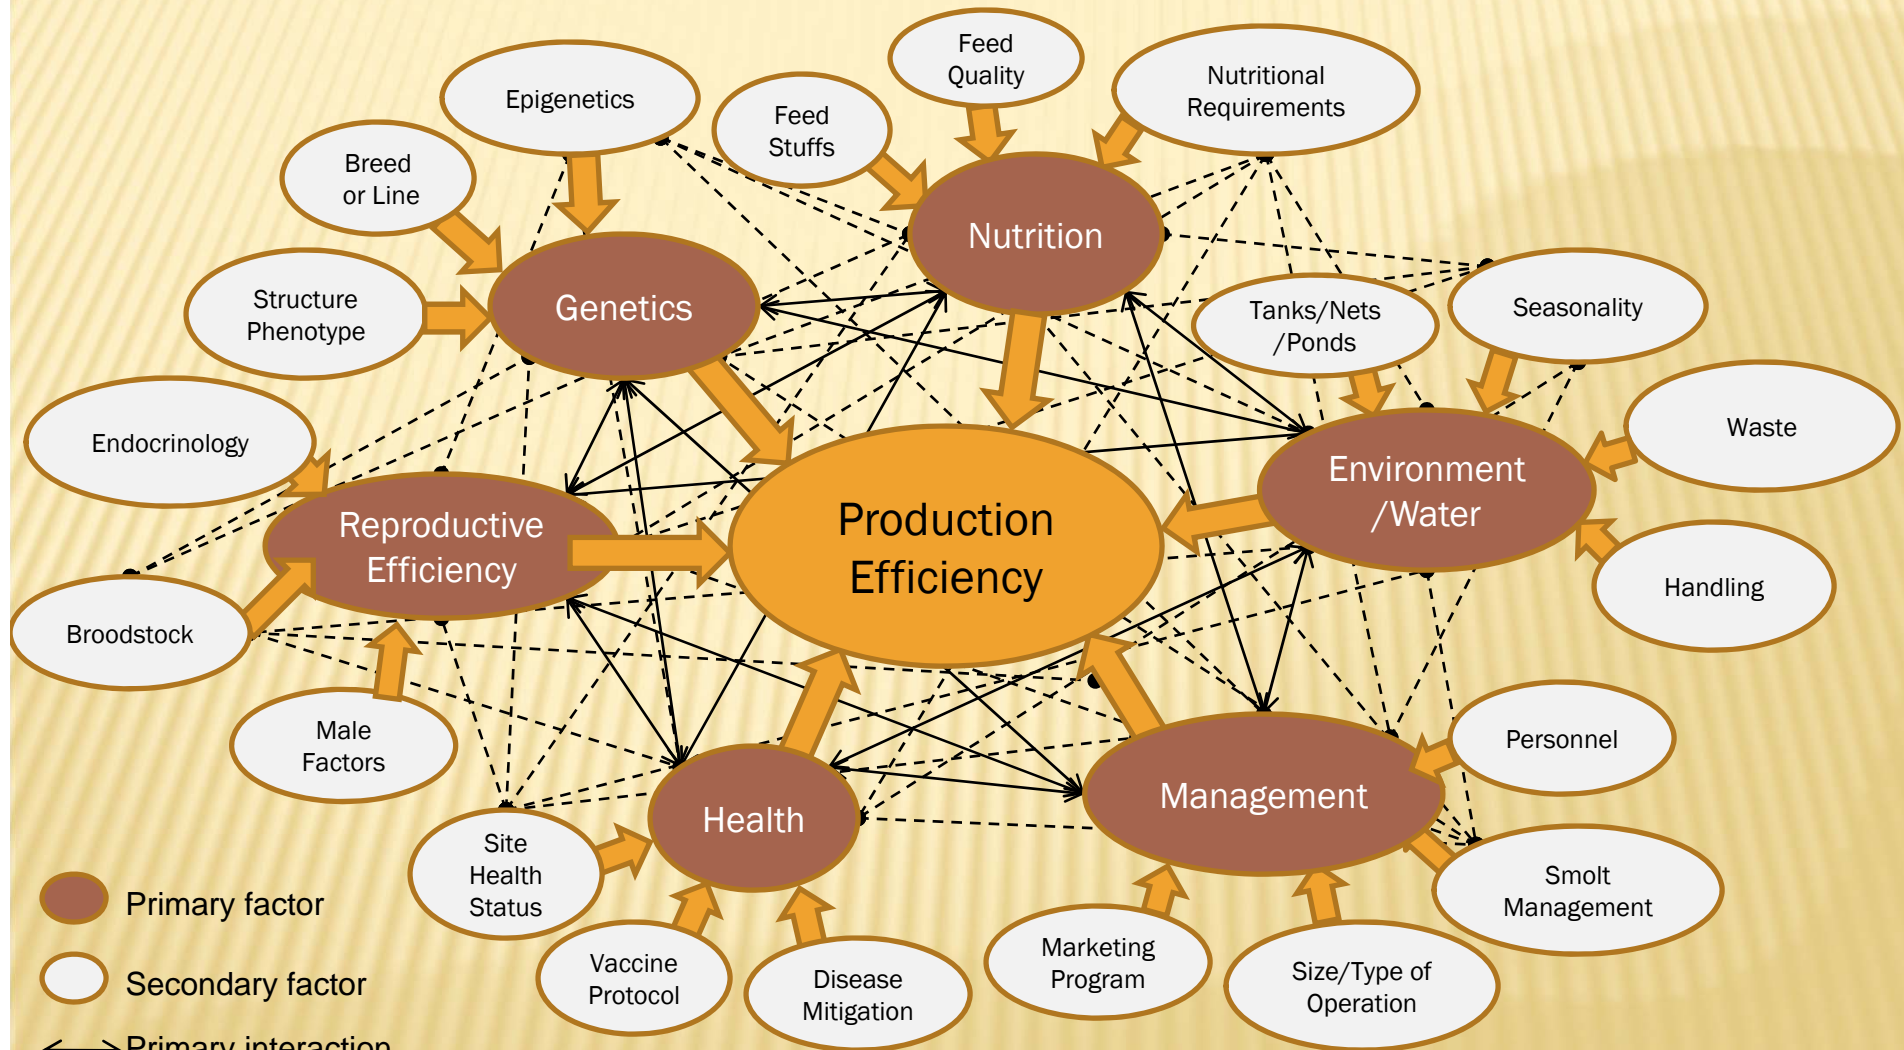 Feed
Quality
Epigenetics
Nutritional
Requirements
Feed
Stuffs
Breed
or Line
Nutrition
Structure
Phenotype
Genetics
Tanks/Nets
/Ponds
Seasonality
Endocrinology
Waste
Reproductive
Efficiency
Production
Efficiency
Environment
/Water
Handling
Broodstock
Male
Factors
Personnel
Health
Management
Site
Health
Status
Smolt
Management
Vaccine
Protocol
Disease
Mitigation
Marketing
Program
Size/Type of
Operation
Primary factor
Secondary factor
Primary interaction